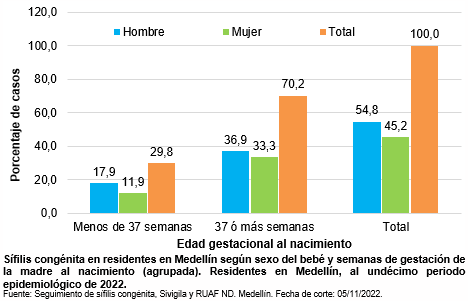 120,0
100,0
80,0
60,0
40,0
20,0
,0
Porcentaje de casos
Hombre Mujer Total
17,9 11,9 29,8
36,9 33,3 70,2
54,8 45,2 100,0
Menos de 37 semanas 37 ó más semanas Total
Edad gestacional al nacimiento
Sífilis congénita en residentes en Medellín según sexo del bebé y semanas de gestación de
la madre al nacimiento (agrupada). Residentes en Medellín, al undécimo periodo
epidemiológico de 2022.
Fuente: Seguimiento de sífilis congénita, Sivigila y RUAF ND. Medellín. Fecha de corte: 05/11/2022.